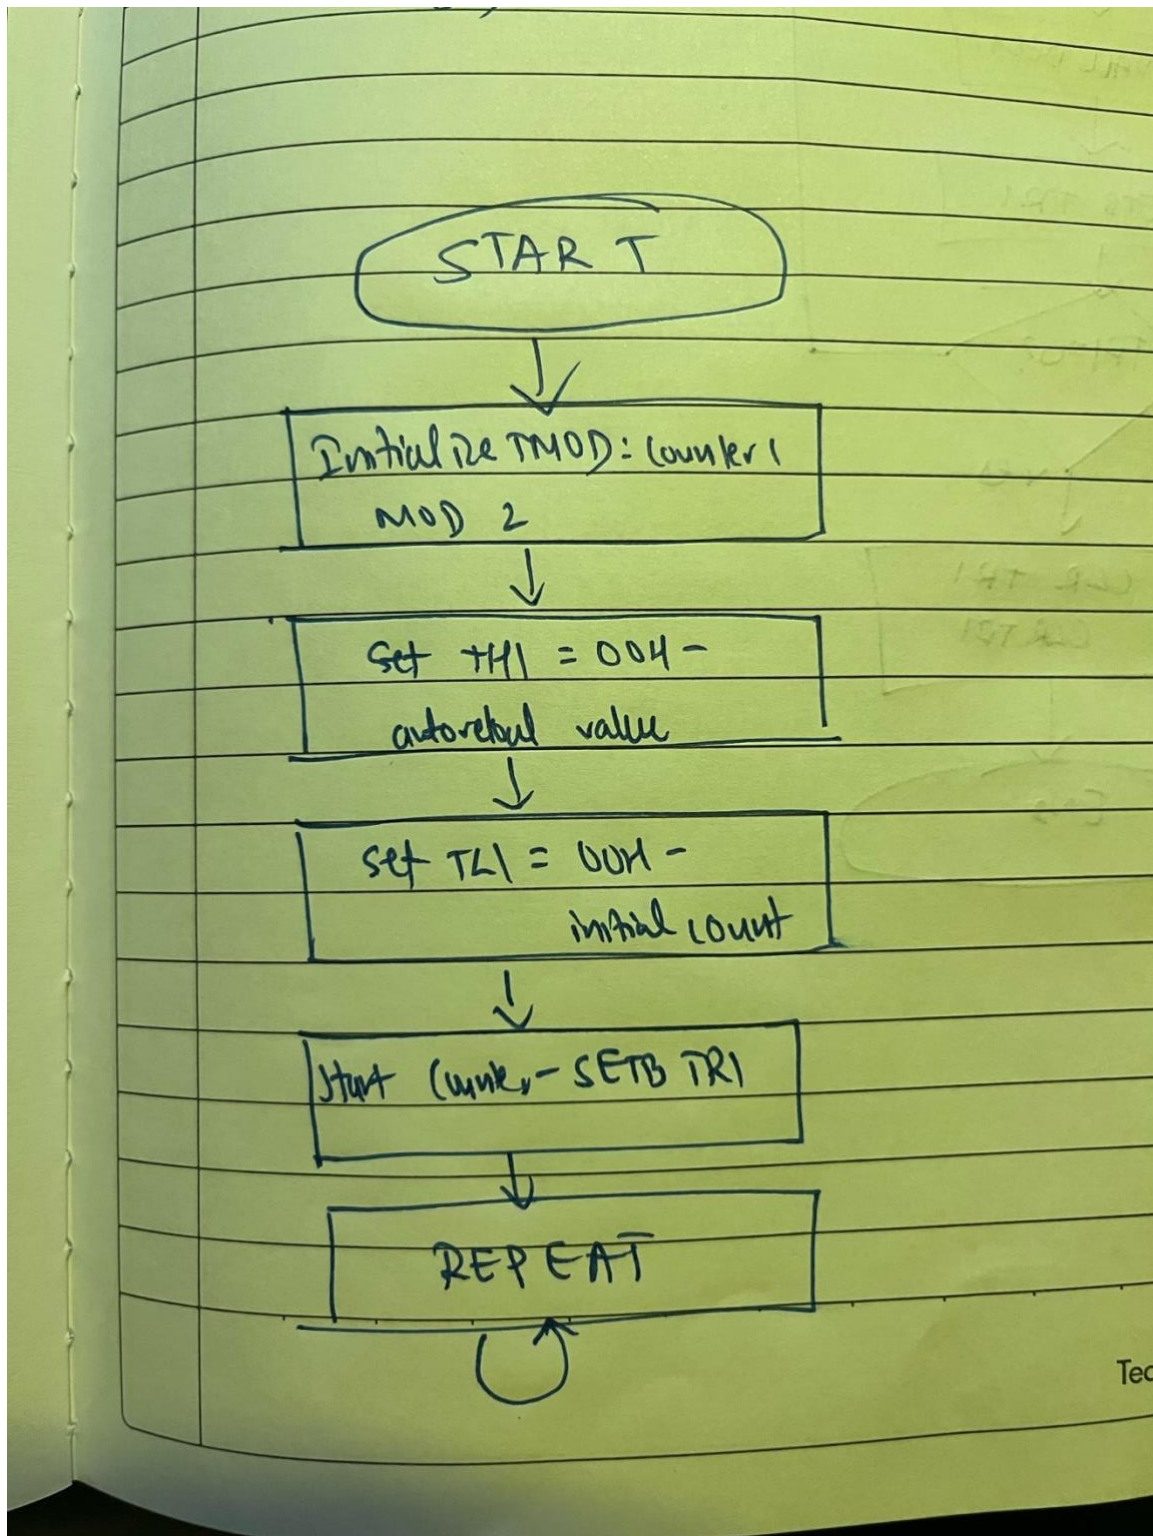 START
Initialize TMOD: Counter 1
MOD 2
Set TH1 = 00H -
value
set TL1 = 00H -
initial count
Start Counter - SETB TR1
REPEAT
Tec